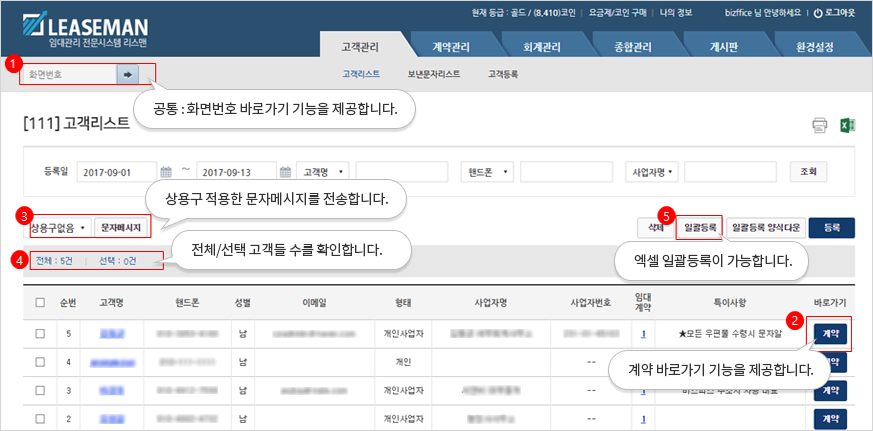 LEASEMAN
임대관리 전문시스템 리스맨
현재 등급 : 골드 / (8,410)코인 | 요금제/코인 구매 | 나의 정보
bizffice 님 안녕하세요 | 로그아웃
고객관리 계약관리 회계관리 종합관리 게시판 환경설정
1
화면번호
고객리스트 보낸문자리스트 고객등록
공통 : 화면번호 바로가기 기능을 제공합니다.
[111] 고객리스트
등록일 2017-09-01 ~ 2017-09-13 고객명 핸드폰 사업자명 조회
상용구 적용한 문자메시지를 전송합니다.
3
상용구없음 문자메시지
5
삭제 일괄등록 일괄등록 양식다운 등록
4
전체 : 5건 | 선택 : 0건
전체/선택 고객들 수를 확인합니다.
엑셀 일괄등록이 가능합니다.
순번 고객명 핸드폰 성별 이메일 형태 사업자명 사업자번호 임대계약 특이사항 바로가기
2
5 남 개인사업자 1 ★모든 우편물 수령시 문자알 계약
4 남 개인 -- 계약
계약 바로가기 기능을 제공합니다.
3 남 개인사업자 -- 1 계약
2 남 개인사업자 -- 1 계약